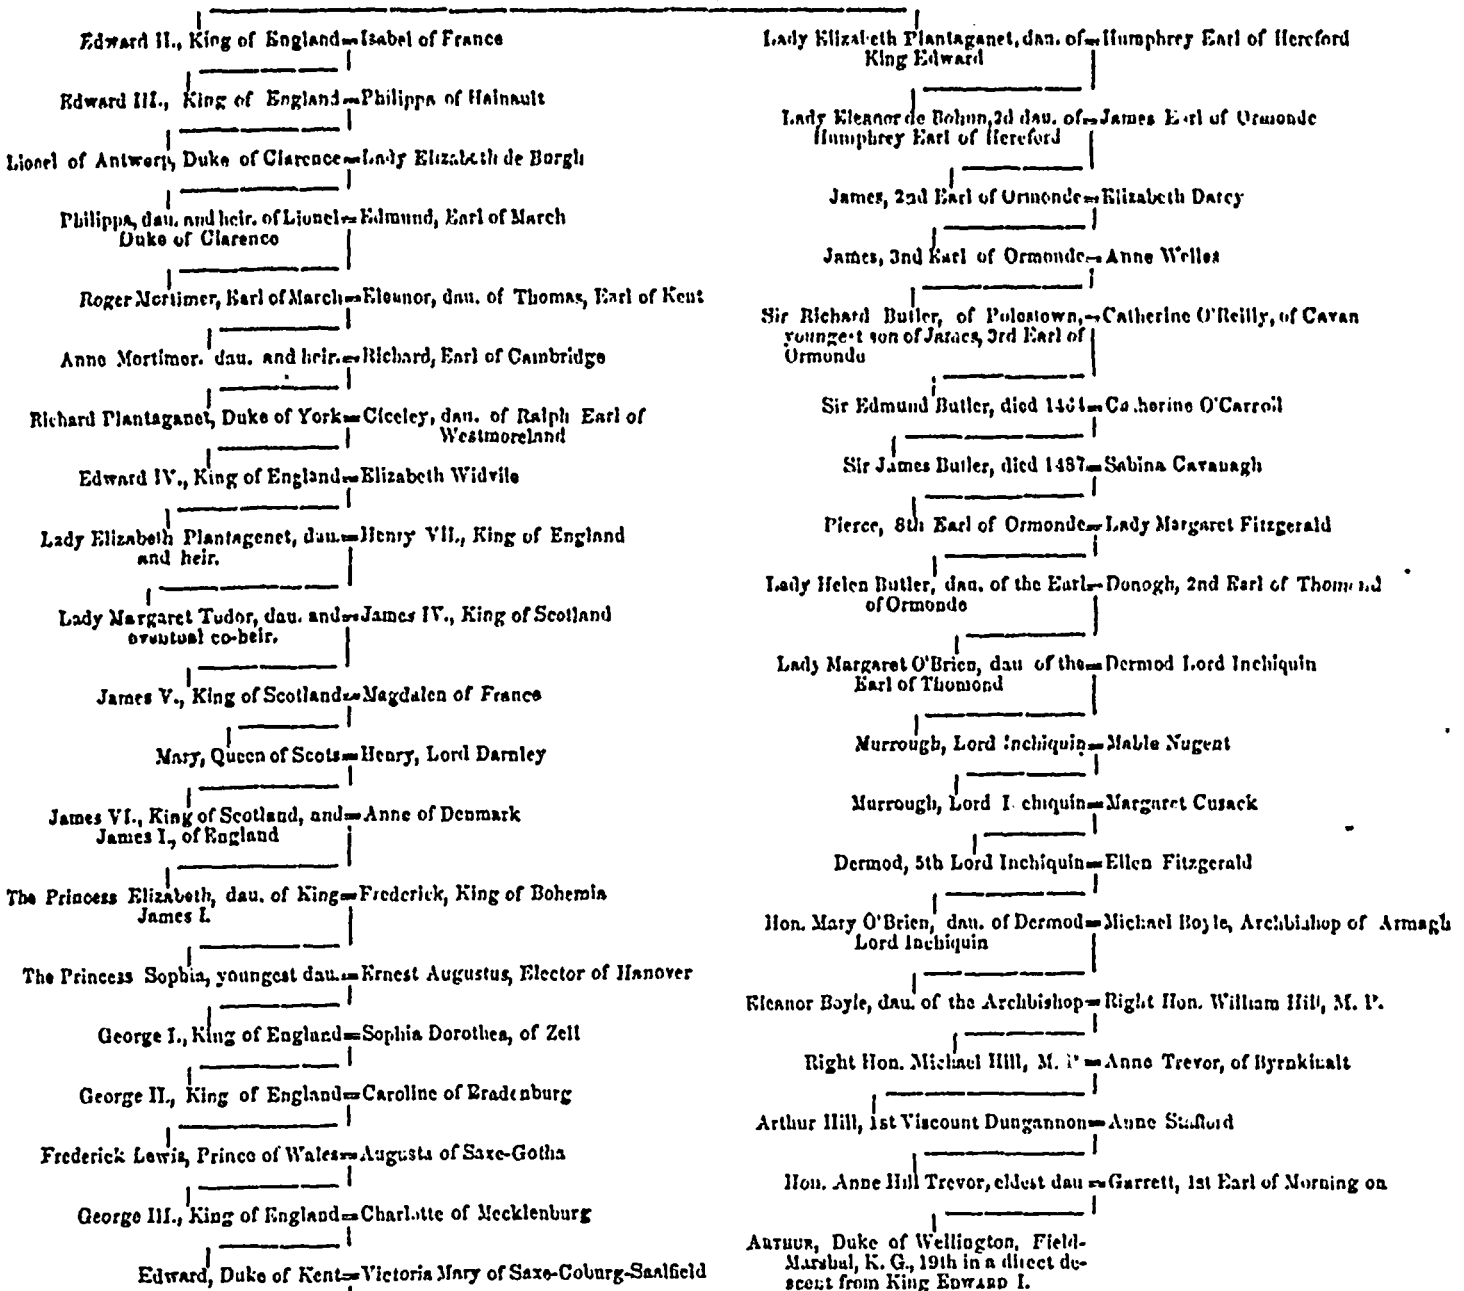 Edward II., King of England=Isabel of France
Edward III., King of England=Philippa of Hainault
Lionel of Antwerp, Duke of Clarence=Lady Elizabeth de Burgh
Philippa, dau. and heir. of Lionel=Edmund, Earl of March
Duke of Clarence
Roger Mortimer, Earl of March=Eleanor, dau. of Thomas, Earl of Kent
Anne Mortimer. dau. and heir.=Richard, Earl of Cambridge
Richard Plantaganet, Duke of York=Ciceley, dau. of Ralph Earl of
Westmoreland
Edward IV., King of England=Elizabeth Widvile
Lady Elizabeth Plantagenet, dau.=Henry VII., King of England
and heir.
Lady Margaret Tudor, dau. and=James IV., King of Scotland
eventual co-heir.
James V., King of Scotland=Magdalen of France
Mary, Queen of Scots=Henry, Lord Darnley
James VI., King of Scotland, and=Anne of Denmark
James I., of England
The Princess Elizabeth, dau. of King=Frederick, King of Bohemia
James I.
The Princess Sophia, youngest dau.=Ernest Augustus, Elector of Hanover
George I., King of England=Sophia Dorothea, of Zell
George II., King of England=Caroline of Bradenburg
Frederick Lewis, Prince of Wales=Augusta of Saxe-Gotha
George III., King of England=Charlotte of Mecklenburg
Edward, Duke of Kent=Victoria Mary of Saxe-Coburg-Saalfield
Lady Elizabeth Plantaganet, dau. of=Humphrey Earl of Hereford
King Edward
Lady Eleanor de Bohun, 2d dau. of=James Earl of Ormonde
Humphrey Earl of Hereford
James, 2nd Earl of Ormonde=Elizabeth Darcy
James, 3nd Earl of Ormonde=Anne Welles
Sir Richard Butler, of Polestown,=Catherine O'Reilly, of Cavan
youngest son of James, 3rd Earl of
Ormonde
Sir Edmund Butler, died 1464=Catherine O'Carroll
Sir James Butler, died 1487=Sabina Cavanagh
Pierce, 8th Earl of Ormonde=Lady Margaret Fitzgerald
Lady Helen Butler, dau. of the Earl=Donogh, 2nd Earl of Thomond
of Ormonde
Lady Margaret O'Brien, dau of the=Dermod Lord Inchiquin
Earl of Thomond
Murrough, Lord Inchiquin=Mable Nugent
Murrough, Lord Inchiquin=Margaret Cusack
Dermod, 5th Lord Inchiquin=Ellen Fitzgerald
Hon. Mary O'Brien, dau. of Dermod=Michael Boyle, Archbishop of Armagh
Lord Inchiquin
Eleanor Boyle, dau. of the Archbishop=Right Hon. William Hill, M. P.
Right Hon. Michael Hill, M. P=Anne Trevor, of Byrnkinalt
Arthur Hill, 1st Viscount Dungannon=Anne Stafford
Hon. Anne Hill Trevor, eldest dau=Garrett, 1st Earl of Mornington
ARTHUR, Duke of Wellington, Field-
Marshal, K. G., 19th in a direct de-
scent from King EDWARD I.